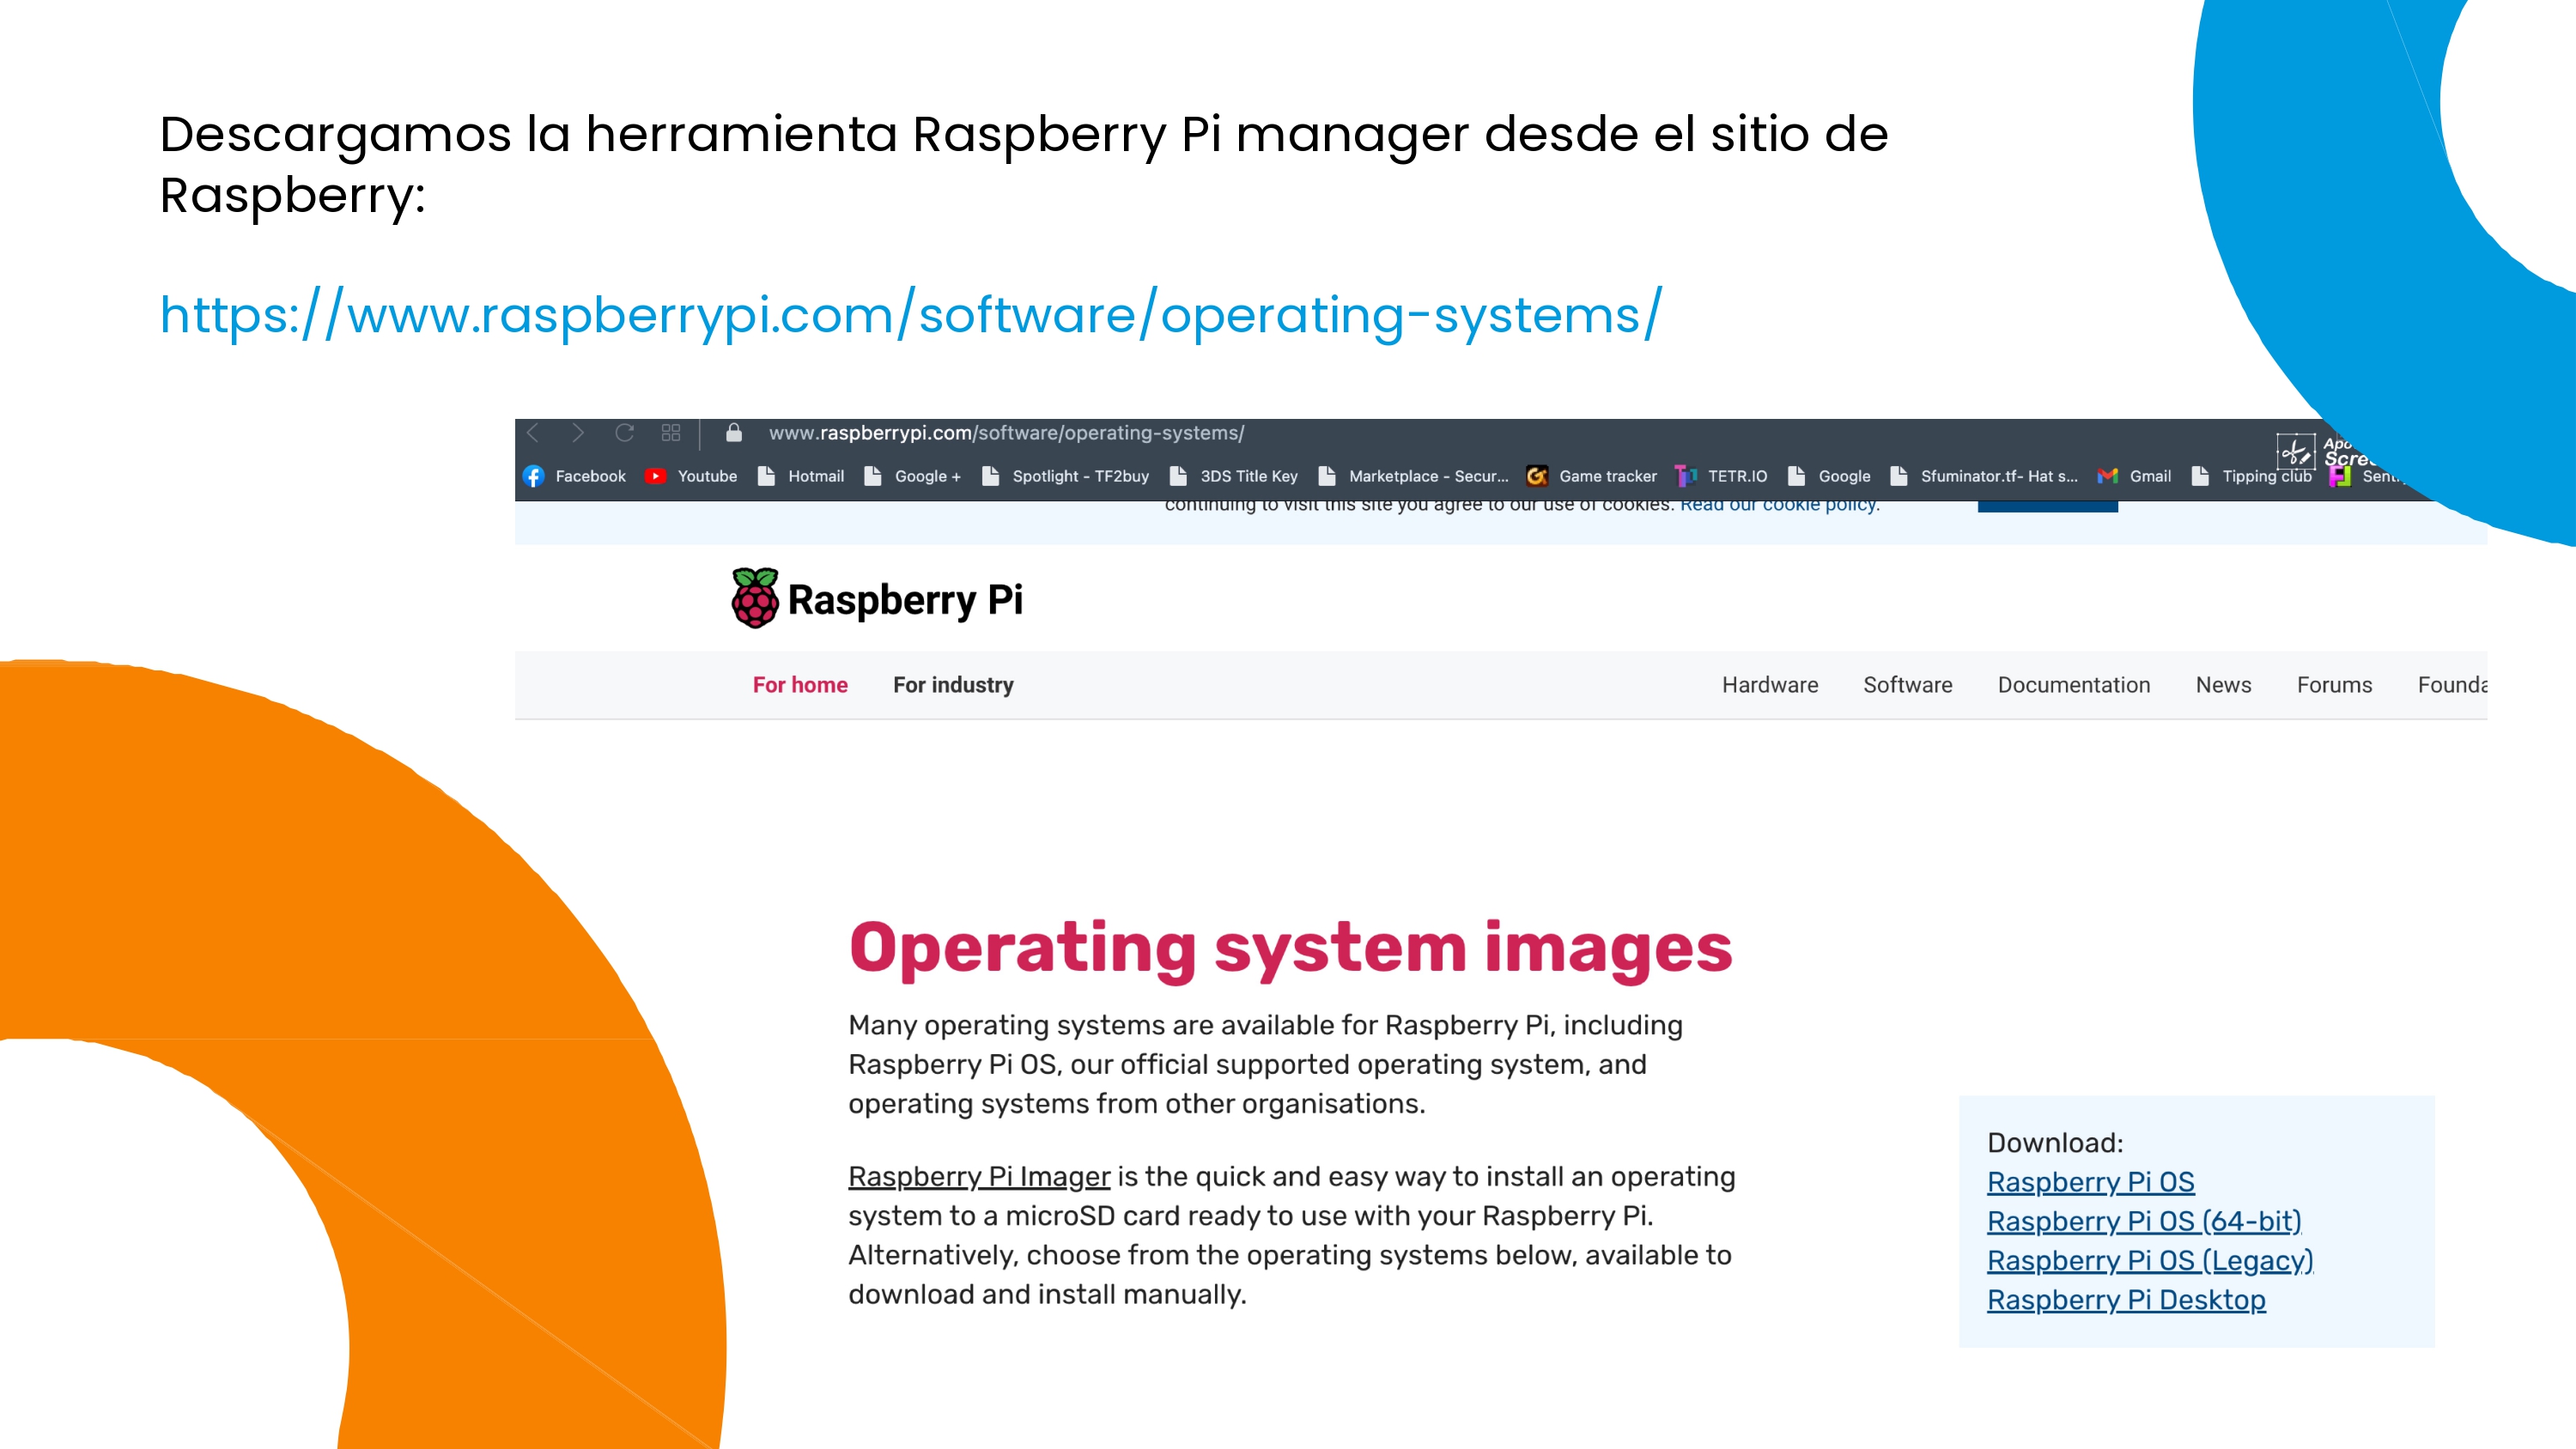 Descargamos la herramienta Raspberry Pi manager desde el sitio de
Raspberry:
https://www.raspberrypi.com/software/operating-systems/
www.raspberrypi.com/software/operating-systems/
Facebook Youtube Hotmail Google + Spotlight - TF2buy 3DS Title Key Marketplace - Secur... Game tracker TETR.IO Google Sfuminator.tf- Hat s... Gmail Tipping club
continuing to visit this site you agree to our use of cookies. Read our cookie policy.
Raspberry Pi
For home For industry Hardware Software Documentation News Forums
Operating system images
Many operating systems are available for Raspberry Pi, including
Raspberry Pi OS, our official supported operating system, and
operating systems from other organisations.
Raspberry Pi Imager is the quick and easy way to install an operating
system to a microSD card ready to use with your Raspberry Pi.
Alternatively, choose from the operating systems below, available to
download and install manually.
Download:
Raspberry Pi OS
Raspberry Pi OS (64-bit)
Raspberry Pi OS (Legacy)
Raspberry Pi Desktop